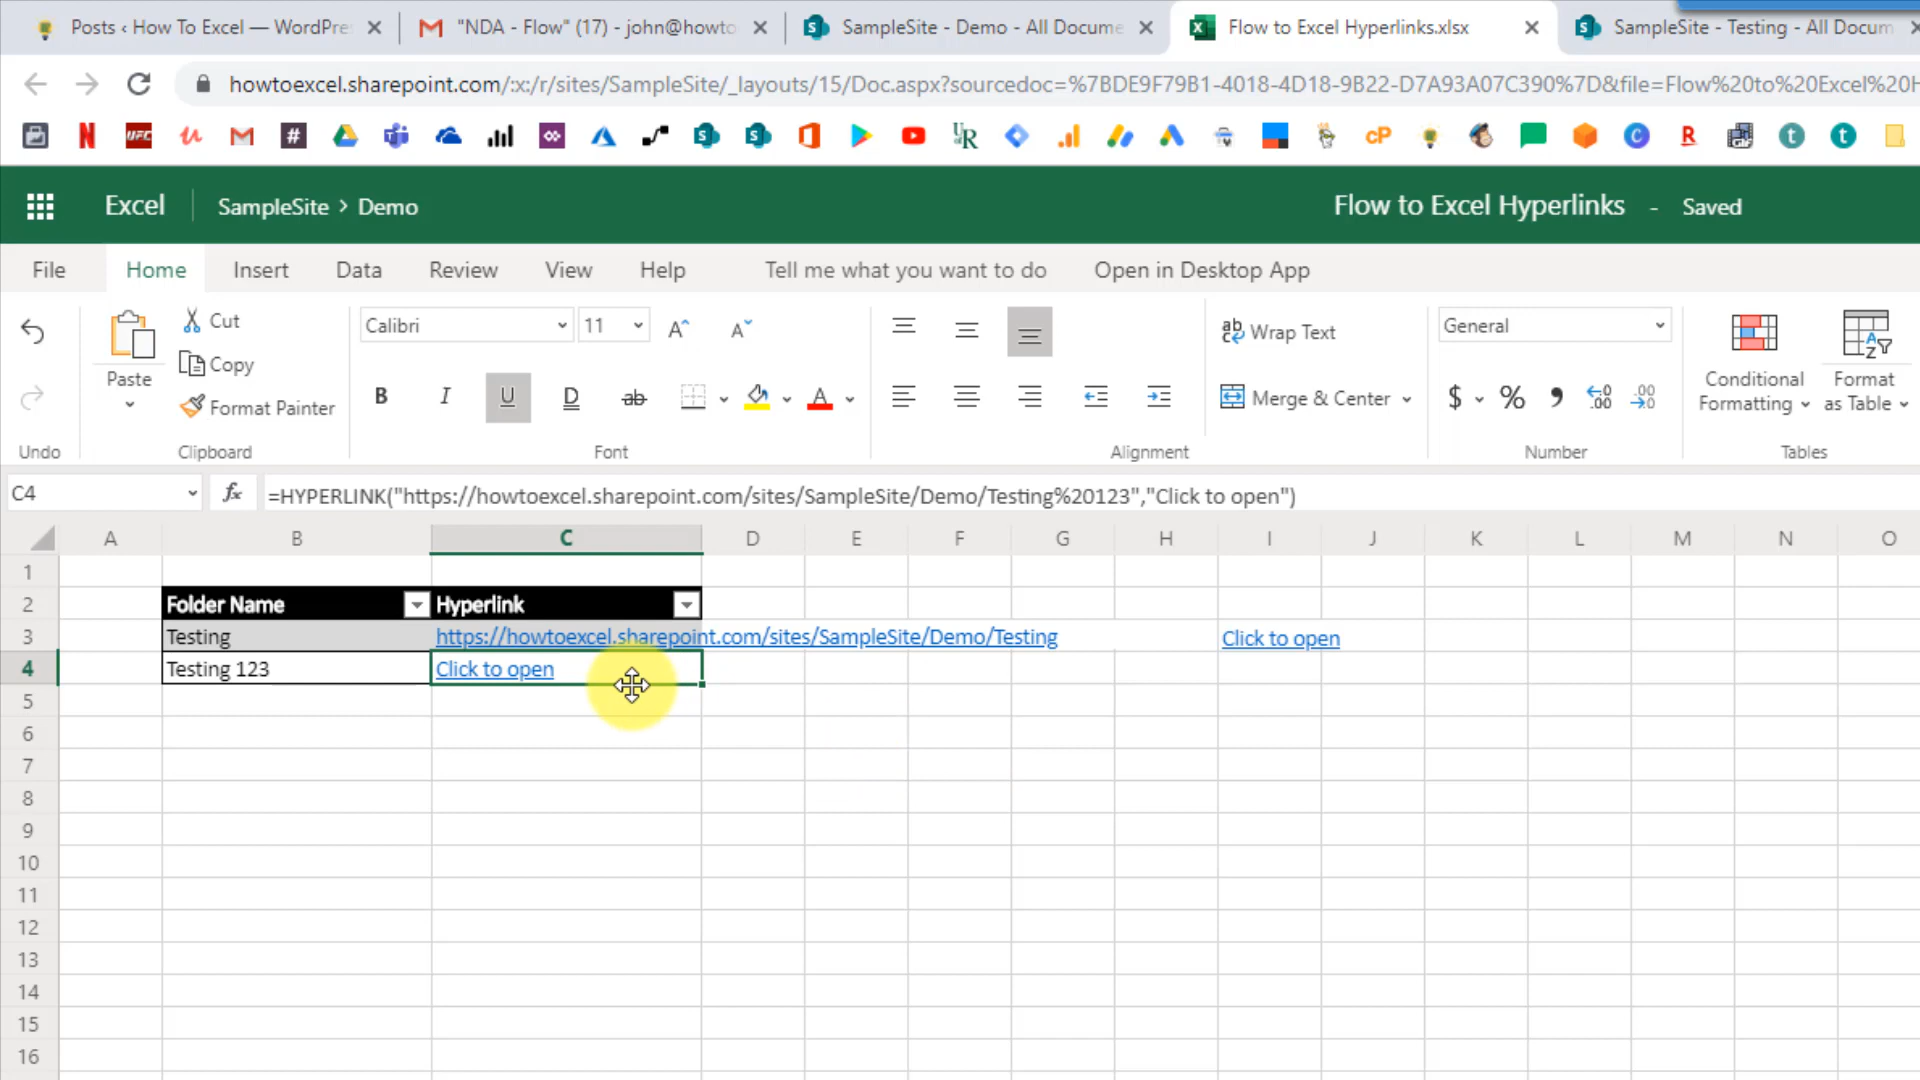 Posts ‹ How To Excel — WordPre
"NDA - Flow" (17) - john@howto
SampleSite - Demo - All Docume
Flow to Excel Hyperlinks.xlsx
SampleSite - Testing - All Docum
howtoexcel.sharepoint.com/:x:/r/sites/SampleSite/_layouts/15/Doc.aspx?sourcedoc=%7BDE9F79B1-4018-4D18-9B22-D7A93A07C390%7D&file=Flow%20to%20Excel%20H
Excel
SampleSite > Demo
Flow to Excel Hyperlinks - Saved
File Home Insert Data Review View Help Tell me what you want to do Open in Desktop App
Paste
Cut
Copy
Format Painter
Calibri 11
B I U D ab
Wrap Text
Merge & Center
General
$ % ,
Conditional Formatting
Format as Table
Undo Clipboard Font Alignment Number Tables
C4 fx =HYPERLINK("https://howtoexcel.sharepoint.com/sites/SampleSite/Demo/Testing%20123","Click to open")
A B C D E F G H I J K L M N O
1
2 Folder Name Hyperlink
3 Testing https://howtoexcel.sharepoint.com/sites/SampleSite/Demo/Testing Click to open
4 Testing 123 Click to open
5
6
7
8
9
10
11
12
13
14
15
16